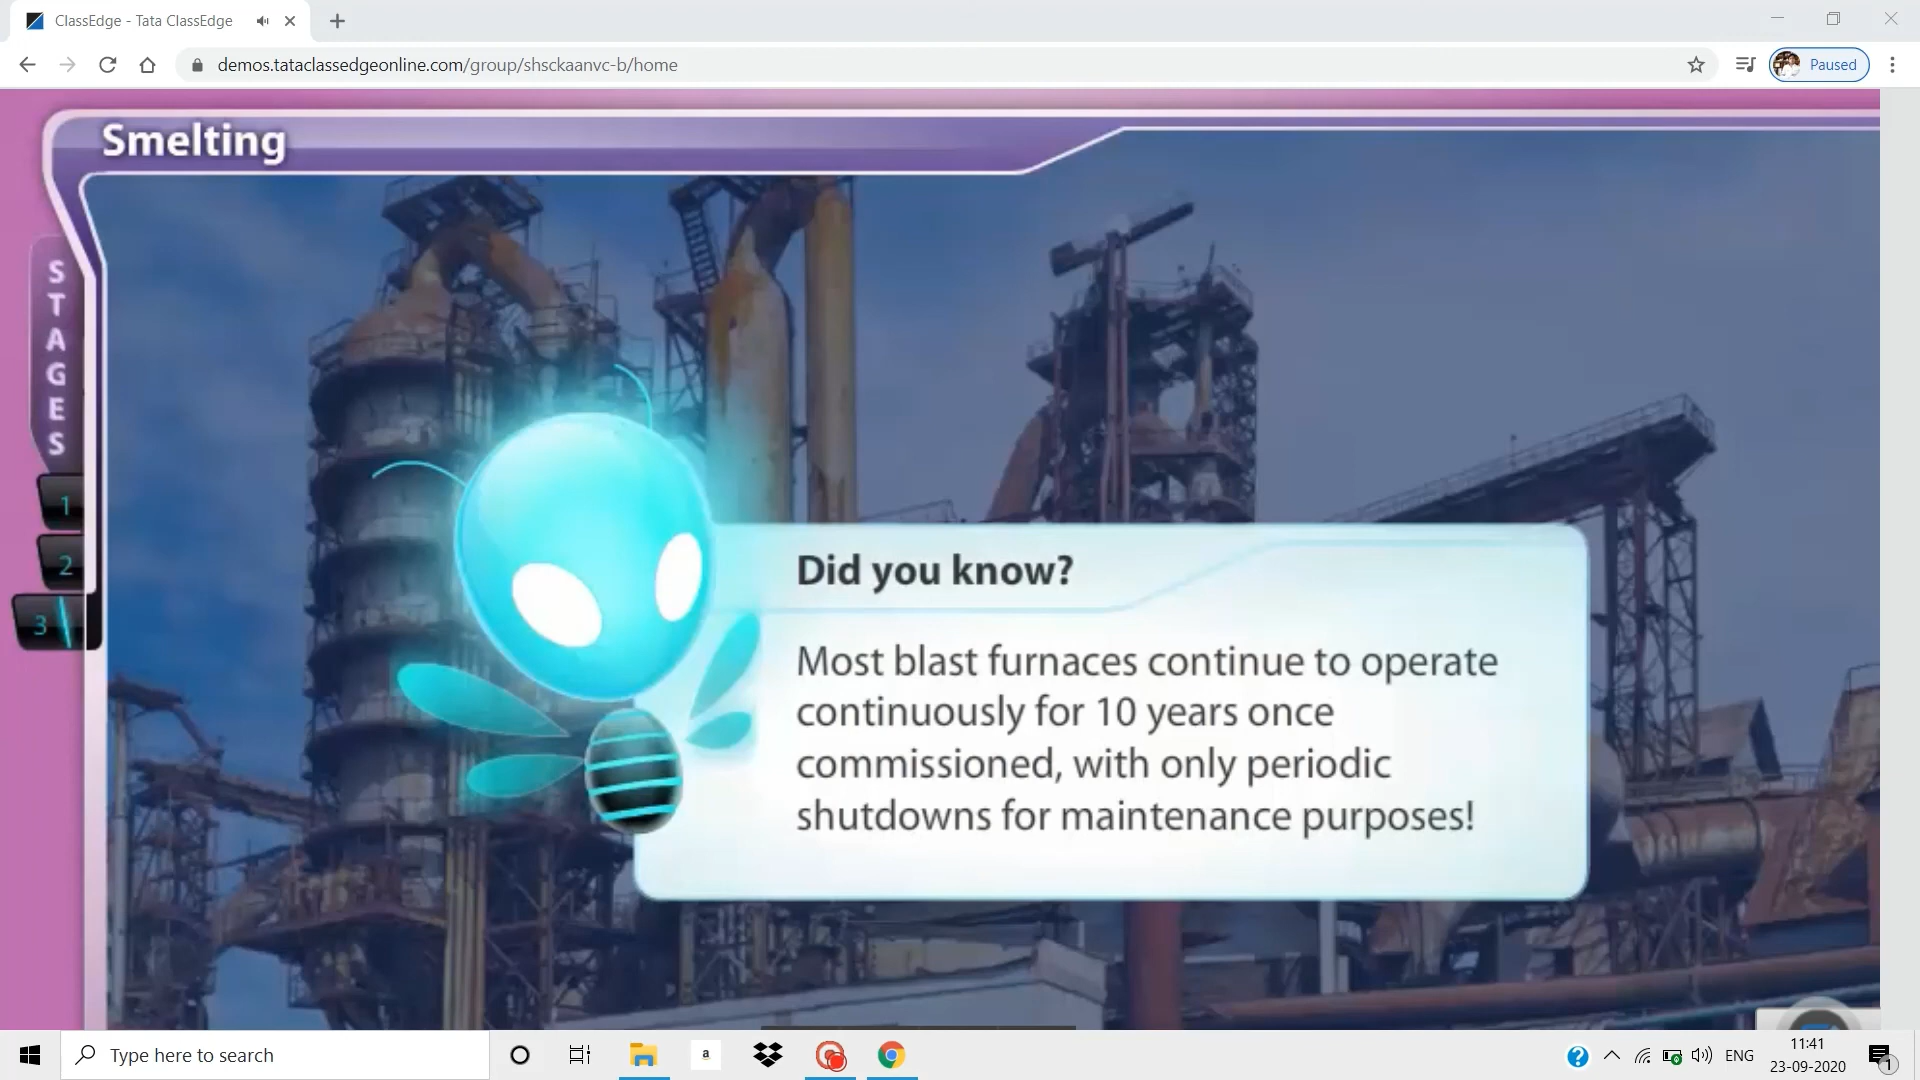 ClassEdge - Tata ClassEdge
demos.tataclassedgeonline.com/group/shsckaanvc-b/home
Paused
Smelting
STAGES
1
2
3
Did you know?
Most blast furnaces continue to operate
continuously for 10 years once
commissioned, with only periodic
shutdowns for maintenance purposes!
Type here to search
a
ENG
11:41
23-09-2020
1